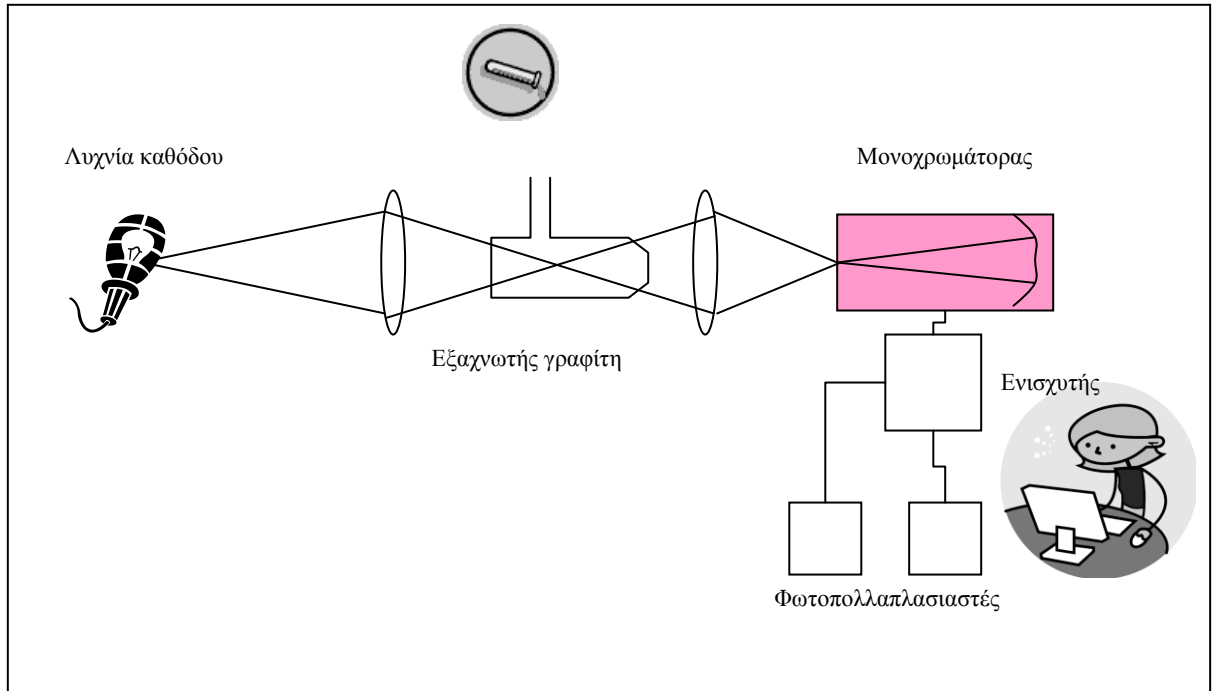 Λυχνία καθόδου
Μονοχρωμάτορας
Εξαχνωτής γραφίτη
Ενισχυτής
Φωτοπολλαπλασιαστές